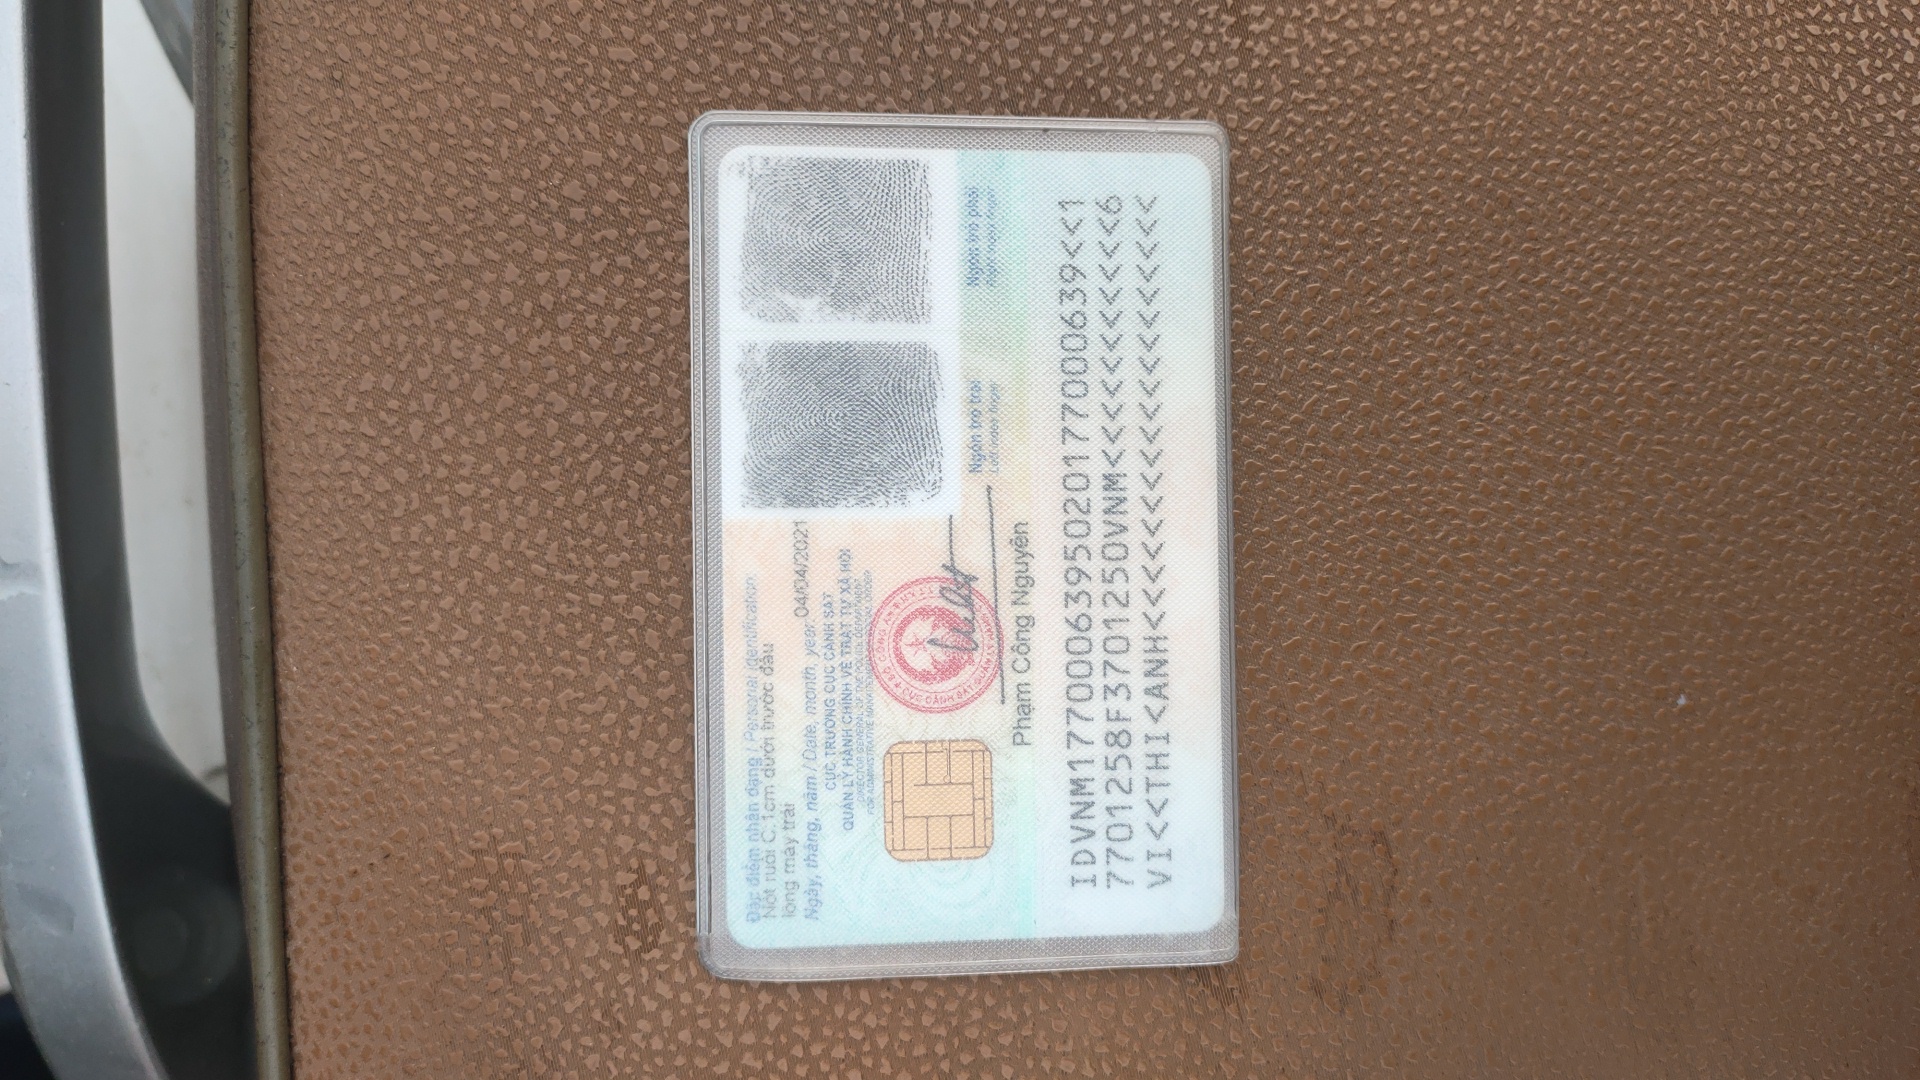 Đặc điểm nhân dạng / Personal identification:
Nốt ruồi C.1cm dưới trước đầu
lông mày trái
Ngày, tháng, năm / Date, month, year: 04/04/2021
CỤC TRƯỞNG CỤC CẢNH SÁT
QUẢN LÝ HÀNH CHÍNH VỀ TRẬT TỰ XÃ HỘI
DIRECTOR GENERAL OF THE POLICE DEPARTMENT
FOR ADMINISTRATIVE MANAGEMENT OF SOCIAL ORDER
BỘ CÔNG AN
Phạm Công Nguyên
Ngón trỏ trái
Left index finger
Ngón trỏ phải
Right index finger
IDVNM1770006395020177000639<<1
7701258F3701250VNM<<<<<<<<<<<6
VI<<THI<ANH<<<<<<<<<<<<<<<<<<<